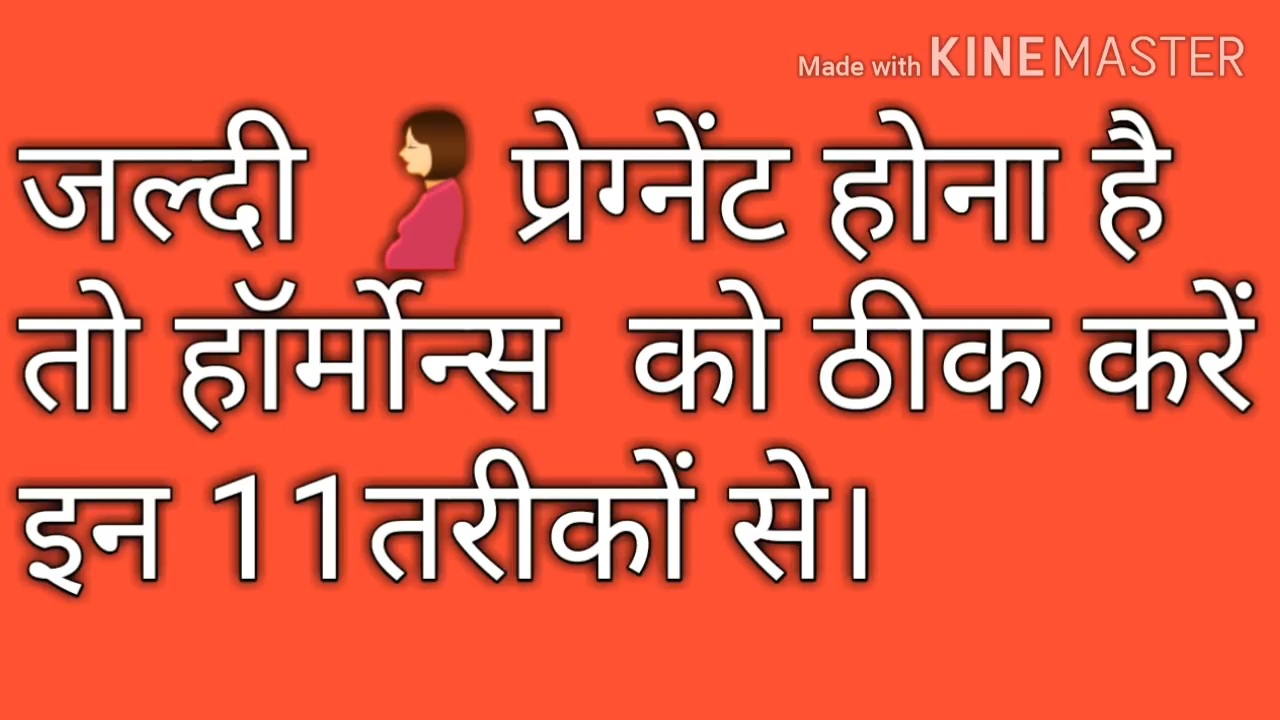 Made with KINEMASTER
जल्दी 🤰 प्रेग्नेंट होना है
तो हॉर्मोन्स को ठीक करें
इन 11तरीकों से।